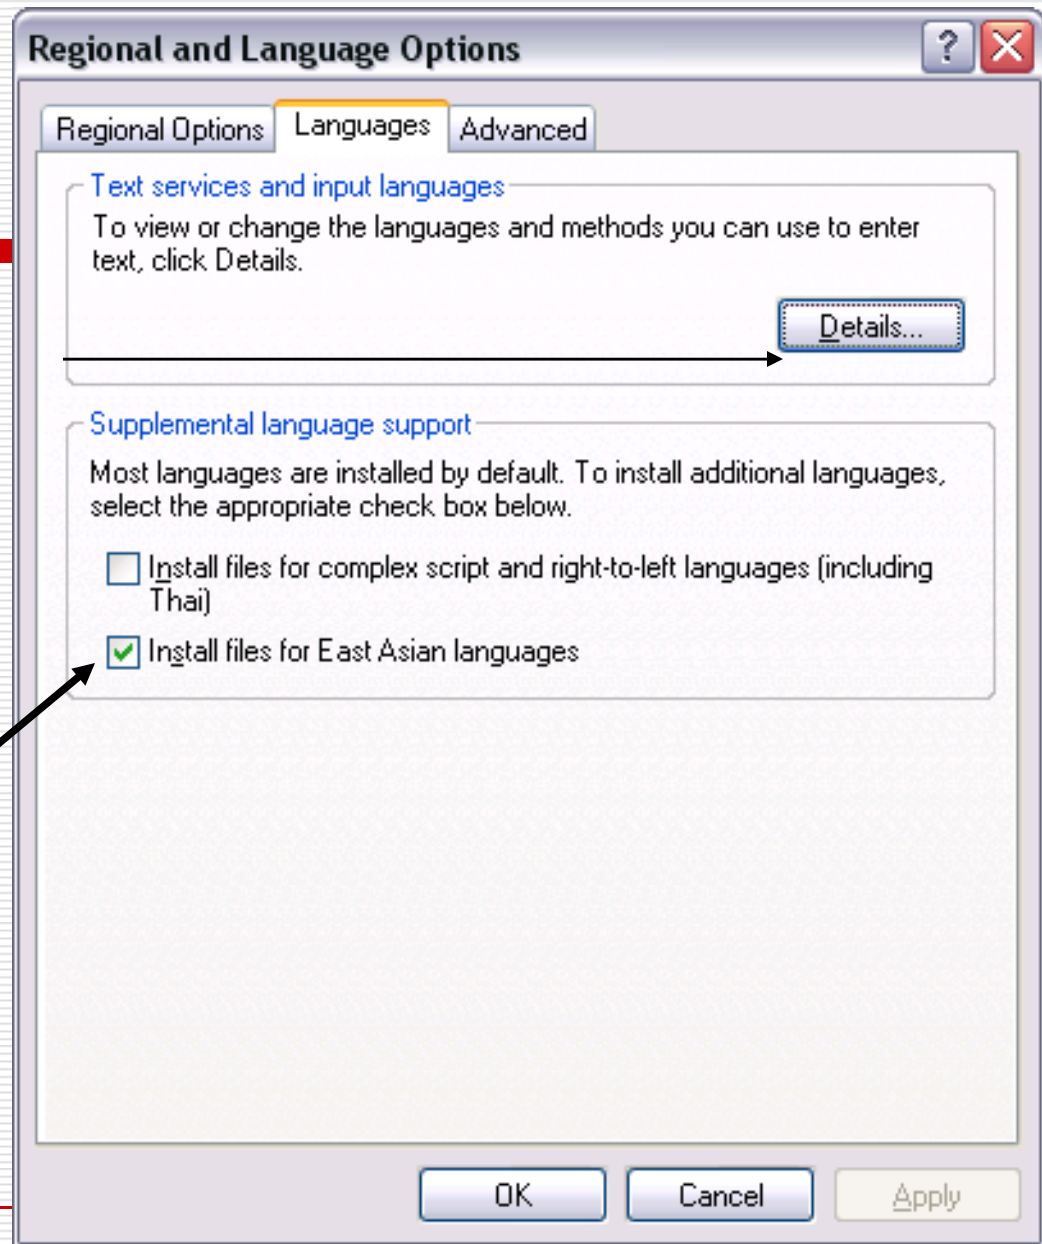 Regional and Language Options
Regional Options Languages Advanced
Text services and input languages
To view or change the languages and methods you can use to enter
text, click Details.
Details...
Supplemental language support
Most languages are installed by default. To install additional languages,
select the appropriate check box below.
Install files for complex script and right-to-left languages (including
Thai)
Install files for East Asian languages
OK Cancel Apply